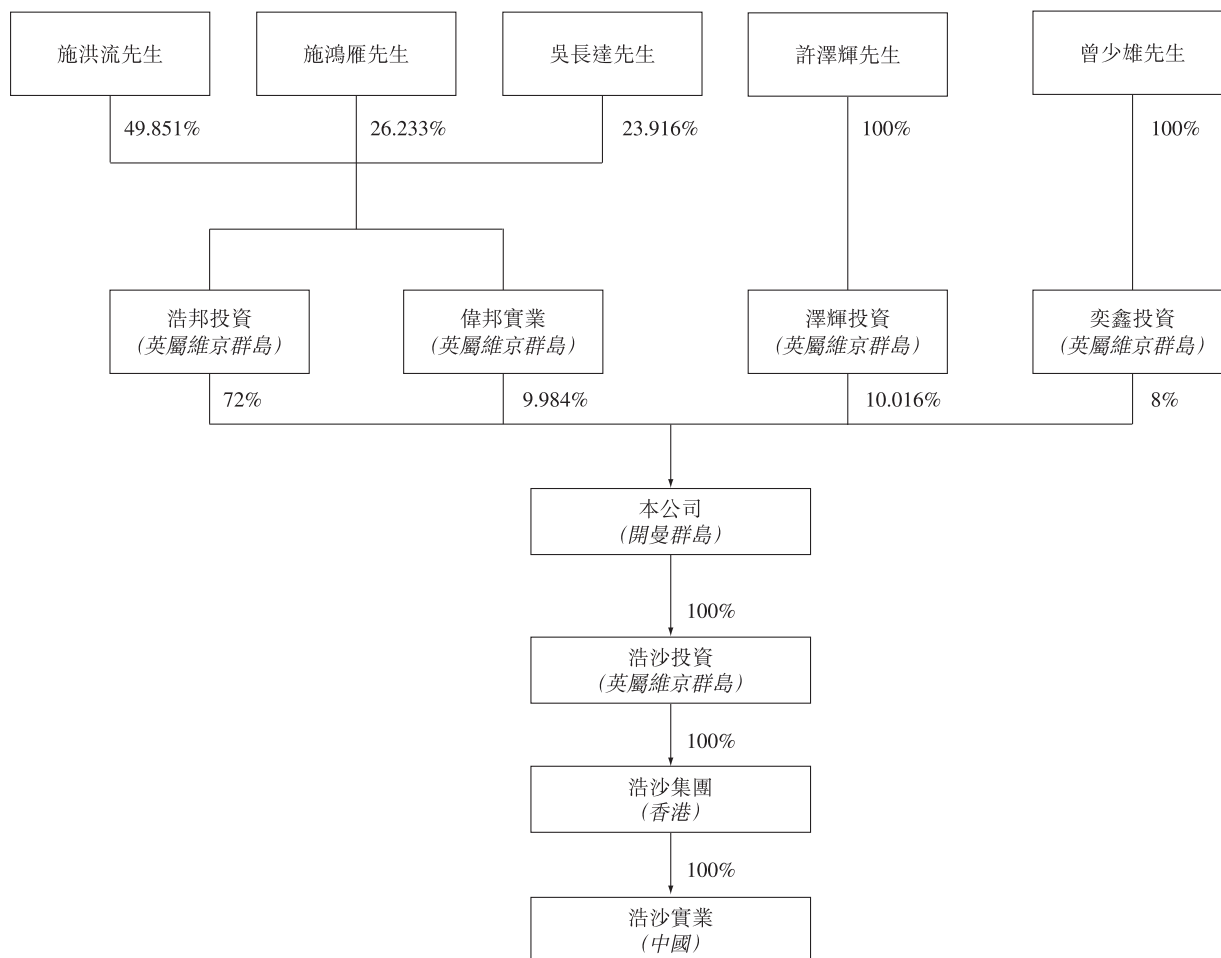 施洪流先生
施鴻雁先生
吳長達先生
許澤輝先生
曾少雄先生
49.851%
26.233%
23.916%
100%
100%
浩邦投資
(英屬維京群島)
偉邦實業
(英屬維京群島)
澤輝投資
(英屬維京群島)
奕鑫投資
(英屬維京群島)
72%
9.984%
10.016%
8%
本公司
(開曼群島)
100%
浩沙投資
(英屬維京群島)
100%
浩沙集團
(香港)
100%
浩沙實業
(中國)